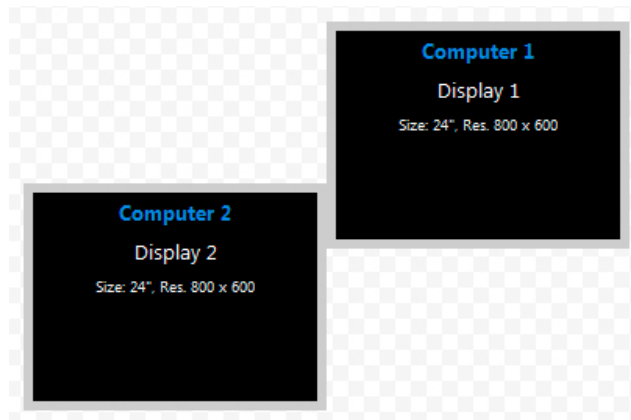 Computer 1
Display 1
Size: 24", Res. 800 x 600
Computer 2
Display 2
Size: 24", Res. 800 x 600